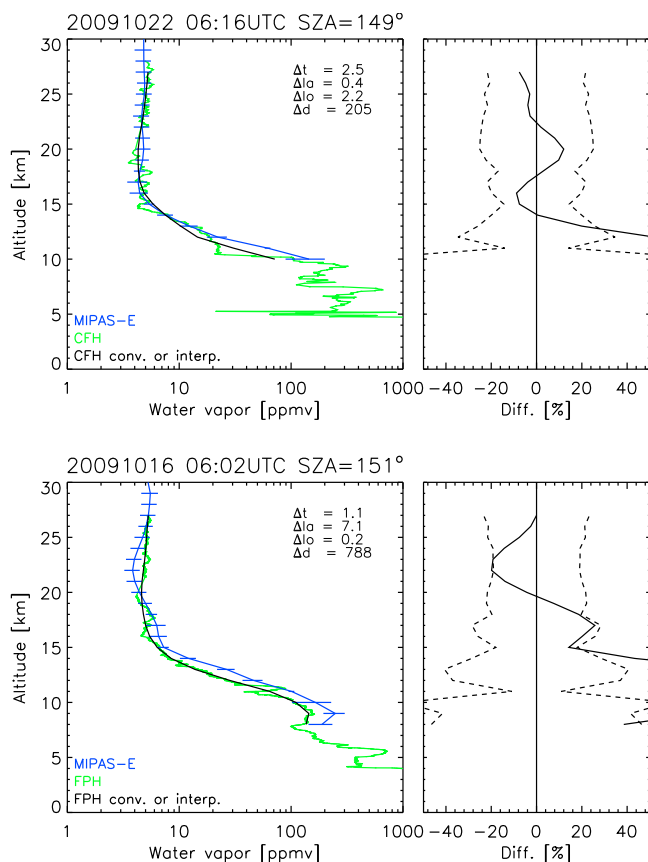 20091022 06:16UTC SZA=149°
30
25
20
15
10
5
0
Altitude [km]
Δt = 2.5
Δla = 0.4
Δlo = 2.2
Δd = 205
MIPAS-E
CFH
CFH conv. or interp.
1 10 100 1000
Water vapor [ppmv]
-40 -20 0 20 40
Diff. [%]
20091016 06:02UTC SZA=151°
30
25
20
15
10
5
0
Altitude [km]
Δt = 1.1
Δla = 7.1
Δlo = 0.2
Δd = 788
MIPAS-E
FPH
FPH conv. or interp.
1 10 100 1000
Water vapor [ppmv]
-40 -20 0 20 40
Diff. [%]